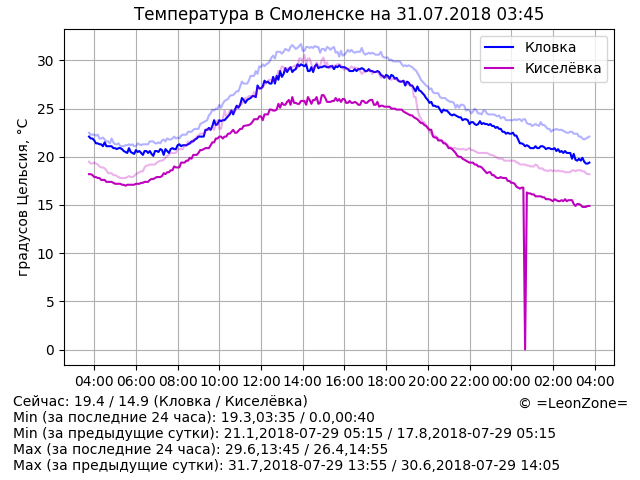 Температура в Смоленске на 31.07.2018 03:45
Кловка
Киселёвка
градусов Цельсия, °C
30
25
20
15
10
5
0
04:00 06:00 08:00 10:00 12:00 14:00 16:00 18:00 20:00 22:00 00:00 02:00 04:00
Сейчас: 19.4 / 14.9 (Кловка / Киселёвка)
© =LeonZone=
Min (за последние 24 часа): 19.3,03:35 / 0.0,00:40
Min (за предыдущие сутки): 21.1,2018-07-29 05:15 / 17.8,2018-07-29 05:15
Max (за последние 24 часа): 29.6,13:45 / 26.4,14:55
Max (за предыдущие сутки): 31.7,2018-07-29 13:55 / 30.6,2018-07-29 14:05